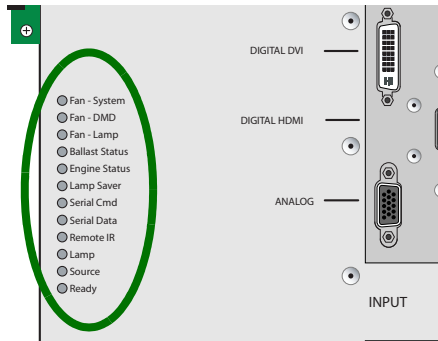 DIGITAL DVI
Fan - System
Fan - DMD
DIGITAL HDMI
Fan - Lamp
Ballast Status
Engine Status
Lamp Saver
Serial Cmd
ANALOG
Serial Data
Remote IR
Lamp
Source
Ready
INPUT